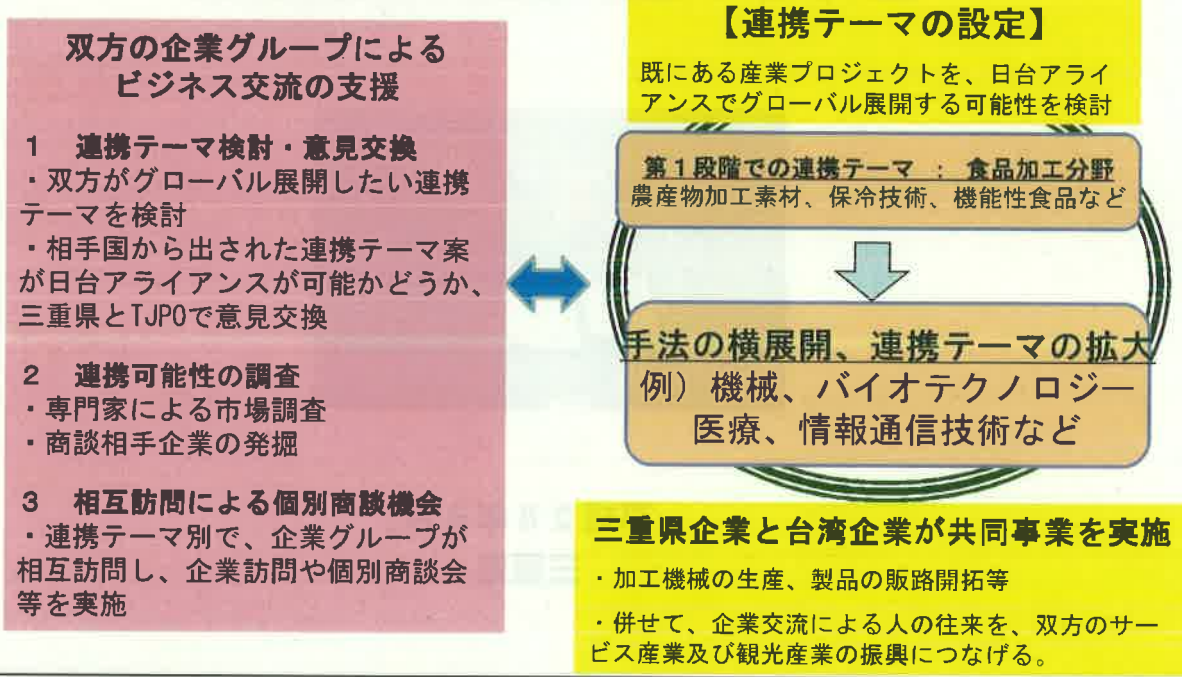 双方の企業グループによる
ビジネス交流の支援
1　連携テーマ検討・意見交換
・双方がグローバル展開したい連携
テーマを検討
・相手国から出された連携テーマ案
が日台アライアンスが可能かどうか、
三重県とTJPOで意見交換
2　連携可能性の調査
・専門家による市場調査
・商談相手企業の発掘
3　相互訪問による個別商談機会
・連携テーマ別で、企業グループが
相互訪問し、企業訪問や個別商談会
等を実施
【連携テーマの設定】
既にある産業プロジェクトを、日台アライ
アンスでグローバル展開する可能性を検討
第1段階での連携テーマ ： 食品加工分野
農産物加工素材、保冷技術、機能性食品など
手法の横展開、連携テーマの拡大
例）機械、バイオテクノロジー
医療、情報通信技術など
三重県企業と台湾企業が共同事業を実施
・加工機械の生産、製品の販路開拓等
・併せて、企業交流による人の往来を、双方のサー
ビス産業及び観光産業の振興につなげる。